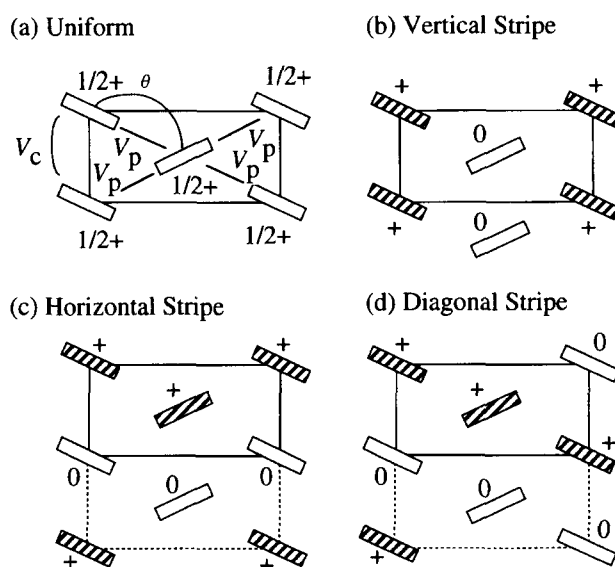 (a) Uniform
1/2+ θ 1/2+
V_c V_p V_p
V_p 1/2+ V_p
1/2+ 1/2+
(b) Vertical Stripe
+ +
0
+ 0 +
(c) Horizontal Stripe
+ +
+
0 0 0
+ +
(d) Diagonal Stripe
+ 0
+
0 0 +
+ 0